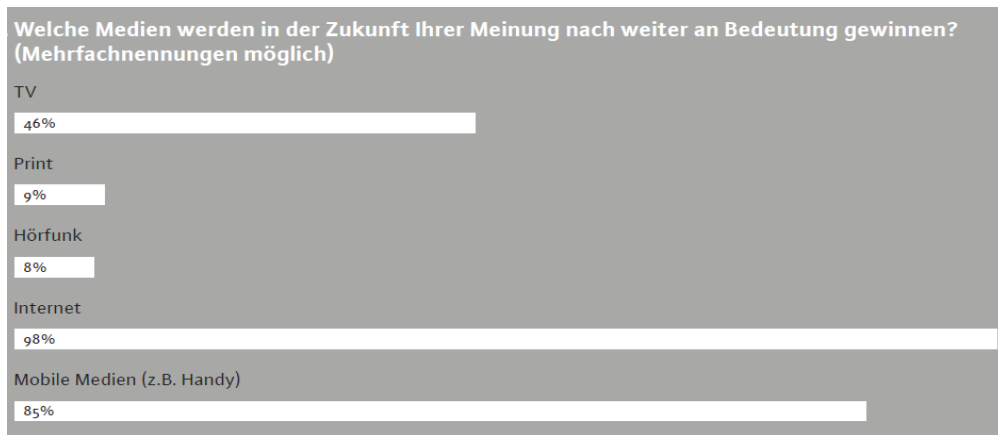 Welche Medien werden in der Zukunft Ihrer Meinung nach weiter an Bedeutung gewinnen?
(Mehrfachnennungen möglich)
TV
46%
Print
9%
Hörfunk
8%
Internet
98%
Mobile Medien (z.B. Handy)
85%